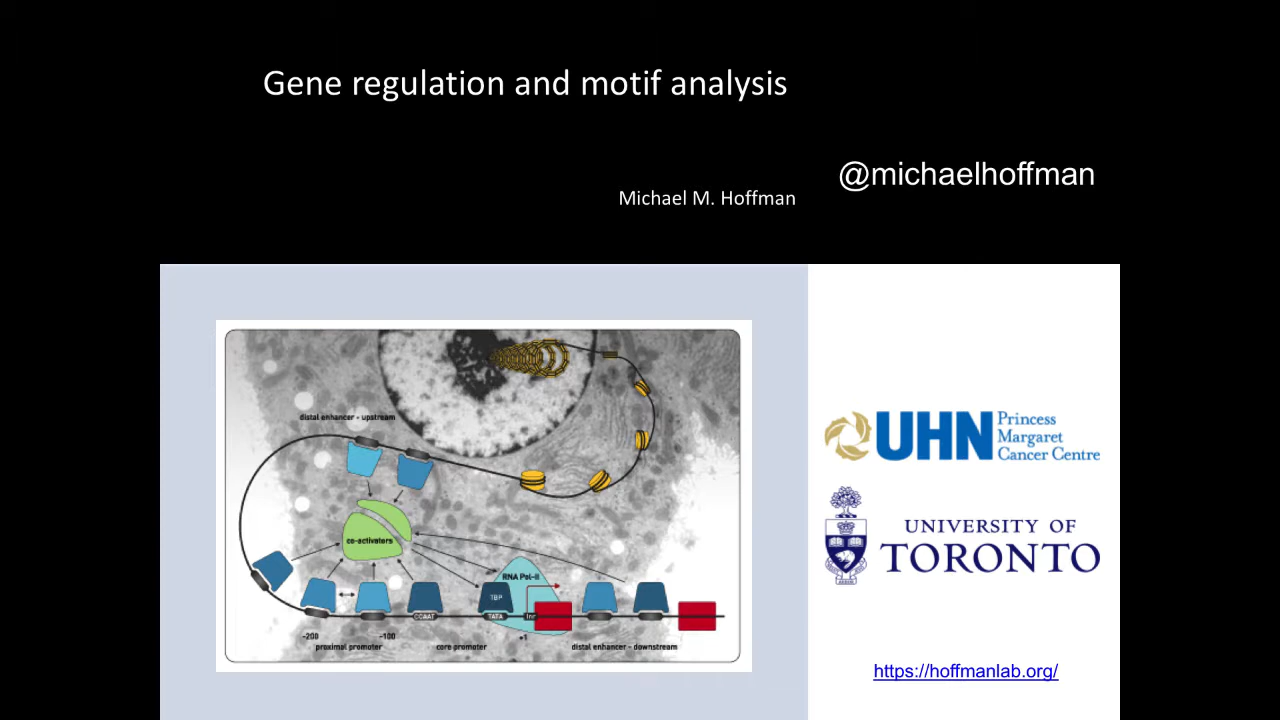 Gene regulation and motif analysis
@michaelhoffman
Michael M. Hoffman
distal enhancer - upstream
co-activators
RNA Pol-II
TBP
CCAAT
TATA
Inr
-200
-100
+1
proximal promoter
core promoter
distal enhancer - downstream
UHN
Princess
Margaret
Cancer Centre
UNIVERSITY OF
TORONTO
https://hoffmanlab.org/